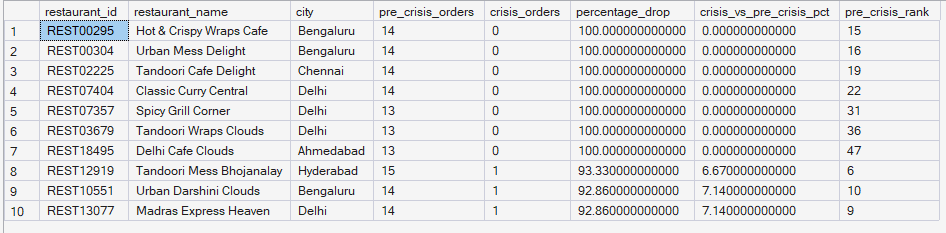 restaurant_id restaurant_name city pre_crisis_orders crisis_orders percentage_drop crisis_vs_pre_crisis_pct pre_crisis_rank
1 REST00295 Hot & Crispy Wraps Cafe Bengaluru 14 0 100.000000000000 0.000000000000 15
2 REST00304 Urban Mess Delight Bengaluru 14 0 100.000000000000 0.000000000000 16
3 REST02225 Tandoori Cafe Delight Chennai 14 0 100.000000000000 0.000000000000 19
4 REST07404 Classic Curry Central Delhi 14 0 100.000000000000 0.000000000000 22
5 REST07357 Spicy Grill Corner Delhi 13 0 100.000000000000 0.000000000000 31
6 REST03679 Tandoori Wraps Clouds Delhi 13 0 100.000000000000 0.000000000000 36
7 REST18495 Delhi Cafe Clouds Ahmedabad 13 0 100.000000000000 0.000000000000 47
8 REST12919 Tandoori Mess Bhojanalay Hyderabad 15 1 93.330000000000 6.670000000000 6
9 REST10551 Urban Darshini Clouds Bengaluru 14 1 92.860000000000 7.140000000000 10
10 REST13077 Madras Express Heaven Delhi 14 1 92.860000000000 7.140000000000 9